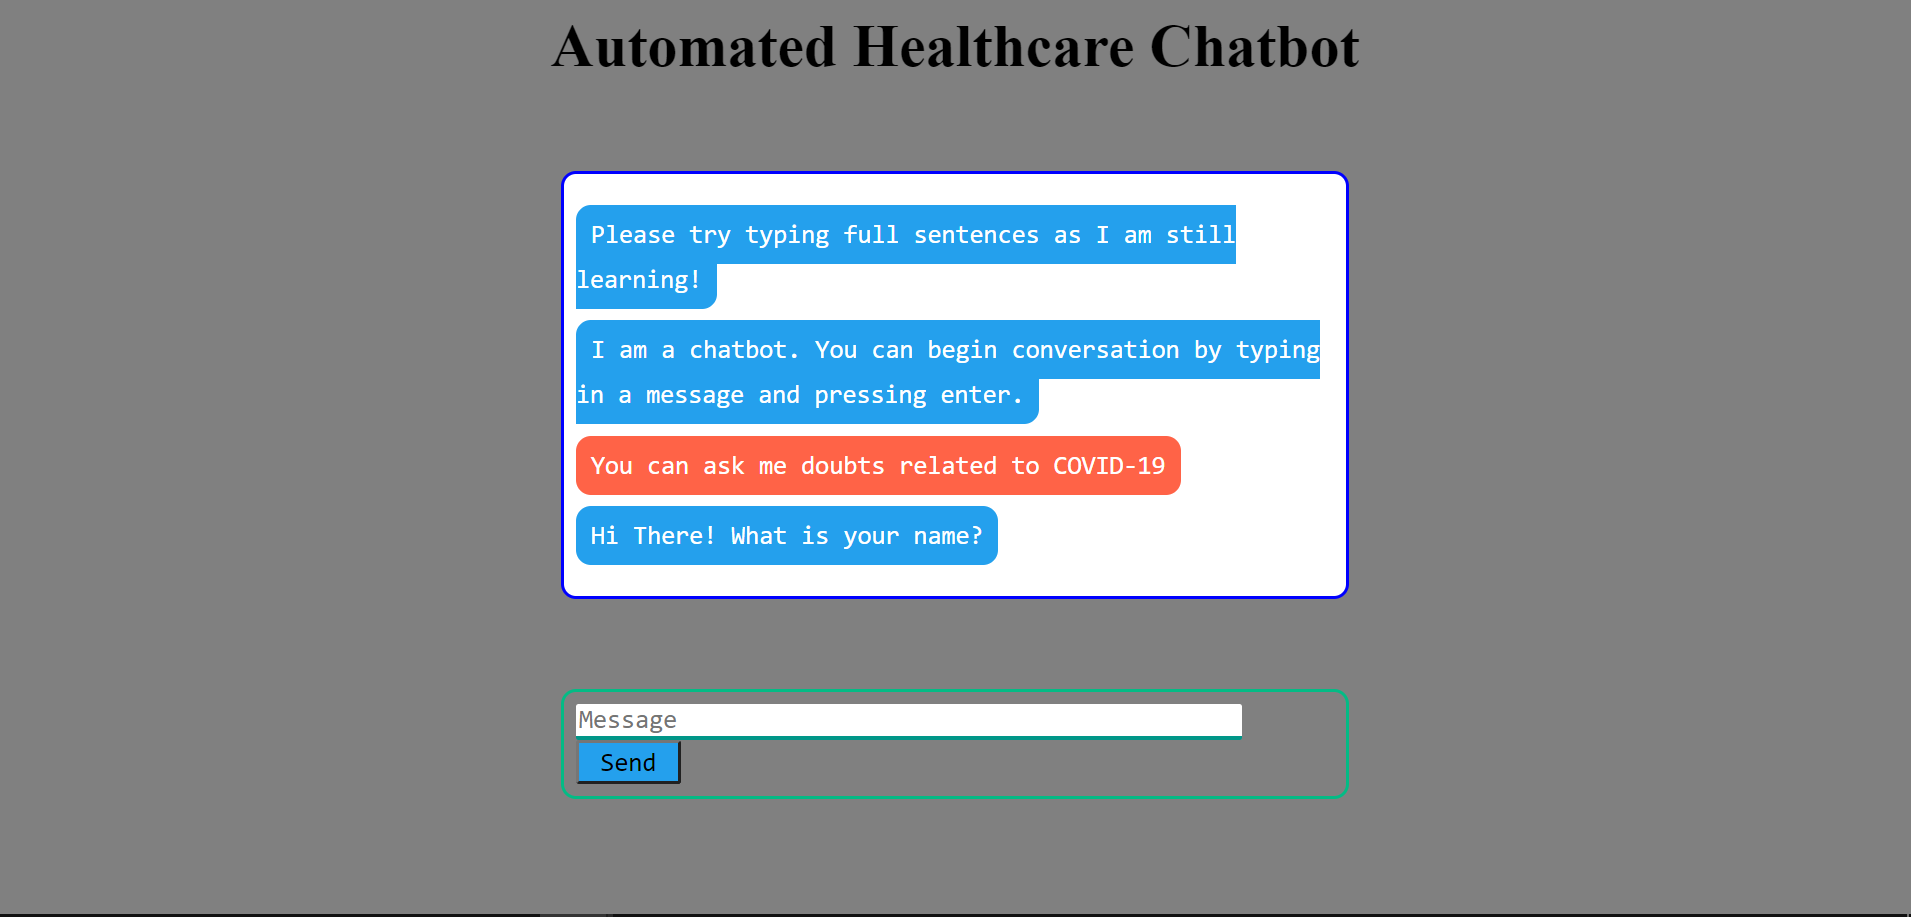 Automated Healthcare Chatbot
Please try typing full sentences as I am still
learning!
I am a chatbot. You can begin conversation by typing
in a message and pressing enter.
You can ask me doubts related to COVID-19
Hi There! What is your name?
Message
Send